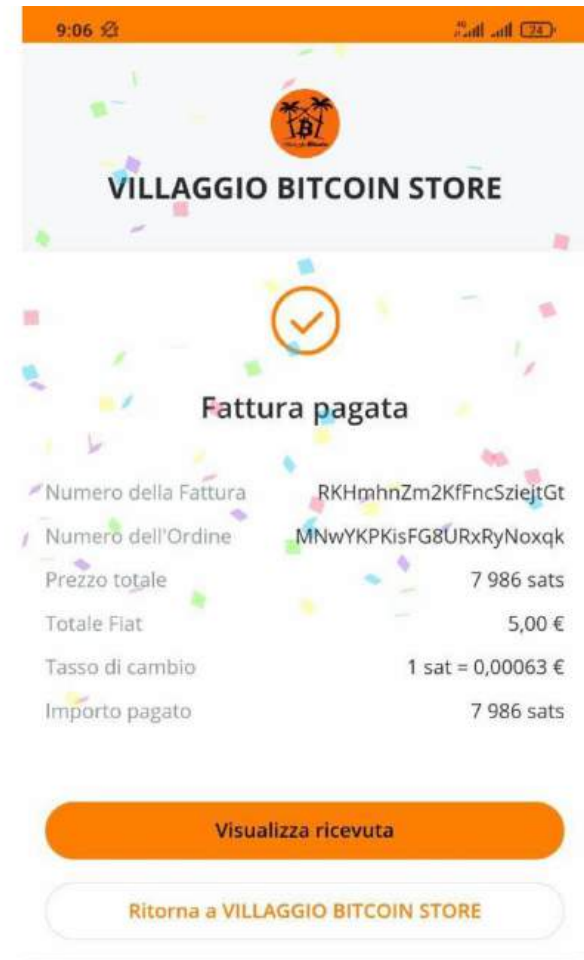 9:06 4G 24
VILLAGGIO BITCOIN STORE
Fattura pagata
Numero della Fattura RKHmhnZm2KfFncSziejtGt
Numero dell'Ordine MNwYKPKisFG8URxRyNoxqk
Prezzo totale 7 986 sats
Totale Fiat 5,00 €
Tasso di cambio 1 sat = 0,00063 €
Importo pagato 7 986 sats
Visualizza ricevuta
Ritorna a VILLAGGIO BITCOIN STORE